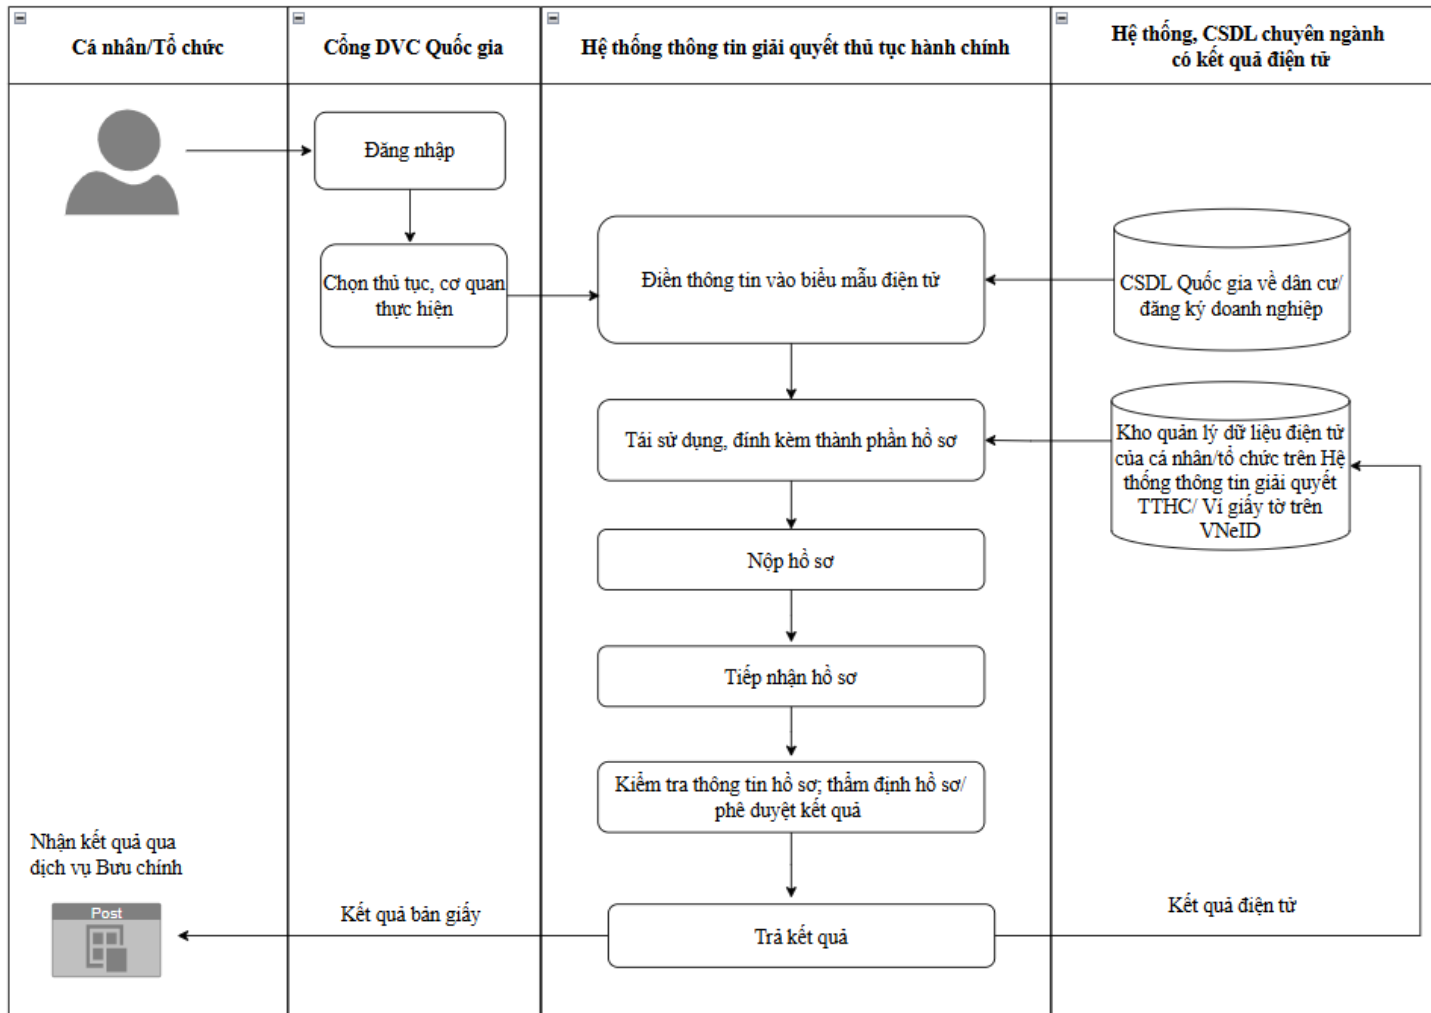 Cá nhân/Tổ chức
Cổng DVC Quốc gia
Hệ thống thông tin giải quyết thủ tục hành chính
Hệ thống, CSDL chuyên ngành
có kết quả điện tử
Đăng nhập
Chọn thủ tục, cơ quan
thực hiện
Điền thông tin vào biểu mẫu điện tử
CSDL Quốc gia về dân cư/
đăng ký doanh nghiệp
Tái sử dụng, đính kèm thành phần hồ sơ
Kho quản lý dữ liệu điện tử
của cá nhân/tổ chức trên Hệ
thống thông tin giải quyết
TTHC/ Ví giấy tờ trên
VNeID
Nộp hồ sơ
Tiếp nhận hồ sơ
Kiểm tra thông tin hồ sơ; thẩm định hồ sơ/
phê duyệt kết quả
Nhận kết quả qua
dịch vụ Bưu chính
Post
Kết quả bản giấy
Trả kết quả
Kết quả điện tử